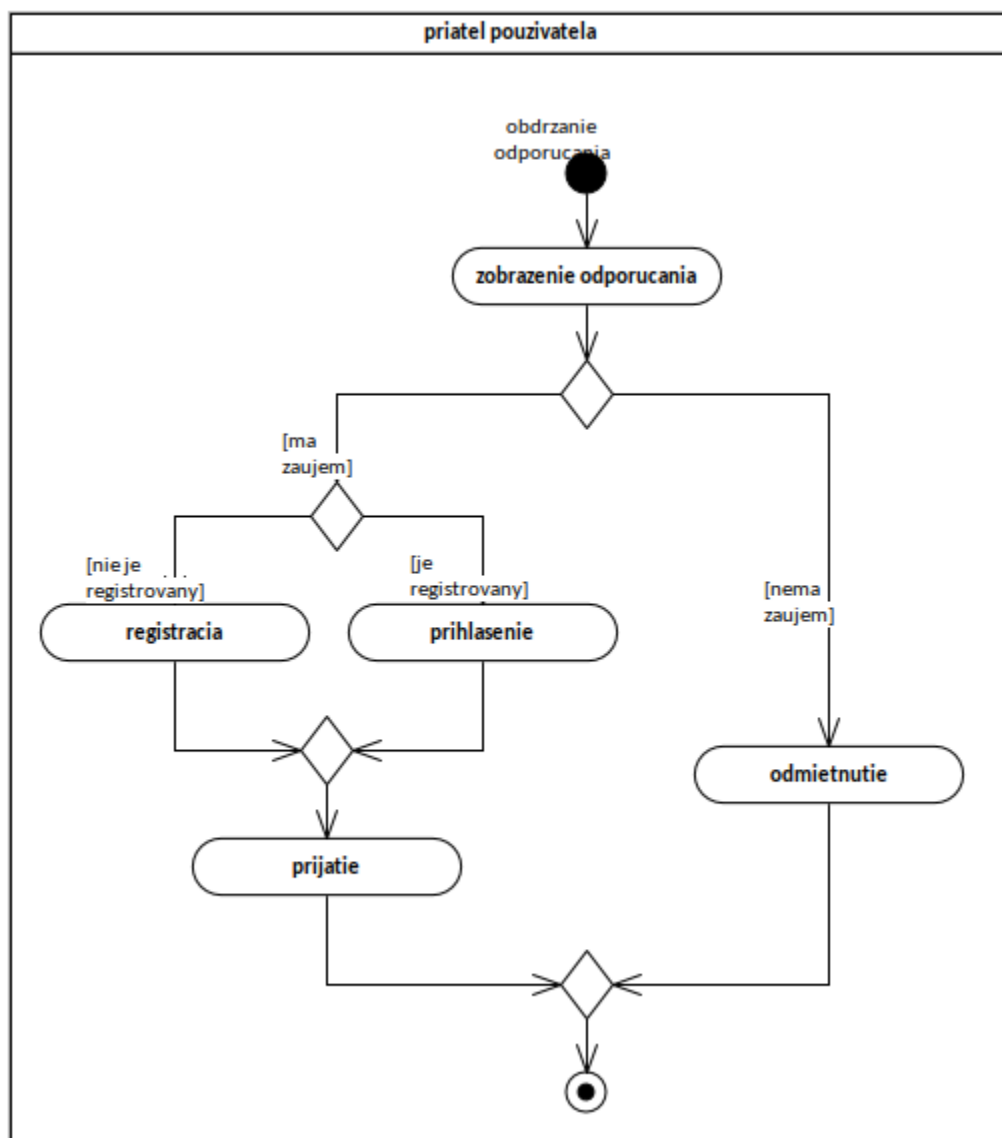 priatel pouzivatela
obdrzanie
odporucania
zobrazenie odporucania
[ma
zaujem]
[nie je
registrovany]
[je
registrovany]
[nema
zaujem]
registracia
prihlasenie
odmietnutie
prijatie